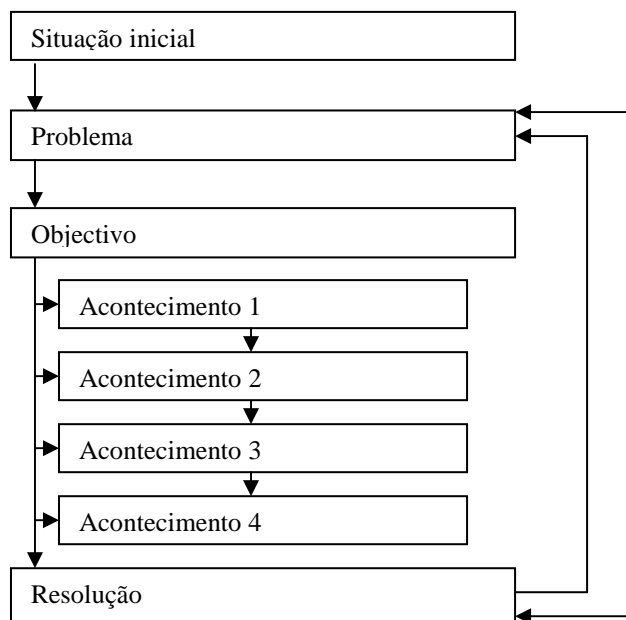 Situação inicial
Problema
Objectivo
Acontecimento 1
Acontecimento 2
Acontecimento 3
Acontecimento 4
Resolução